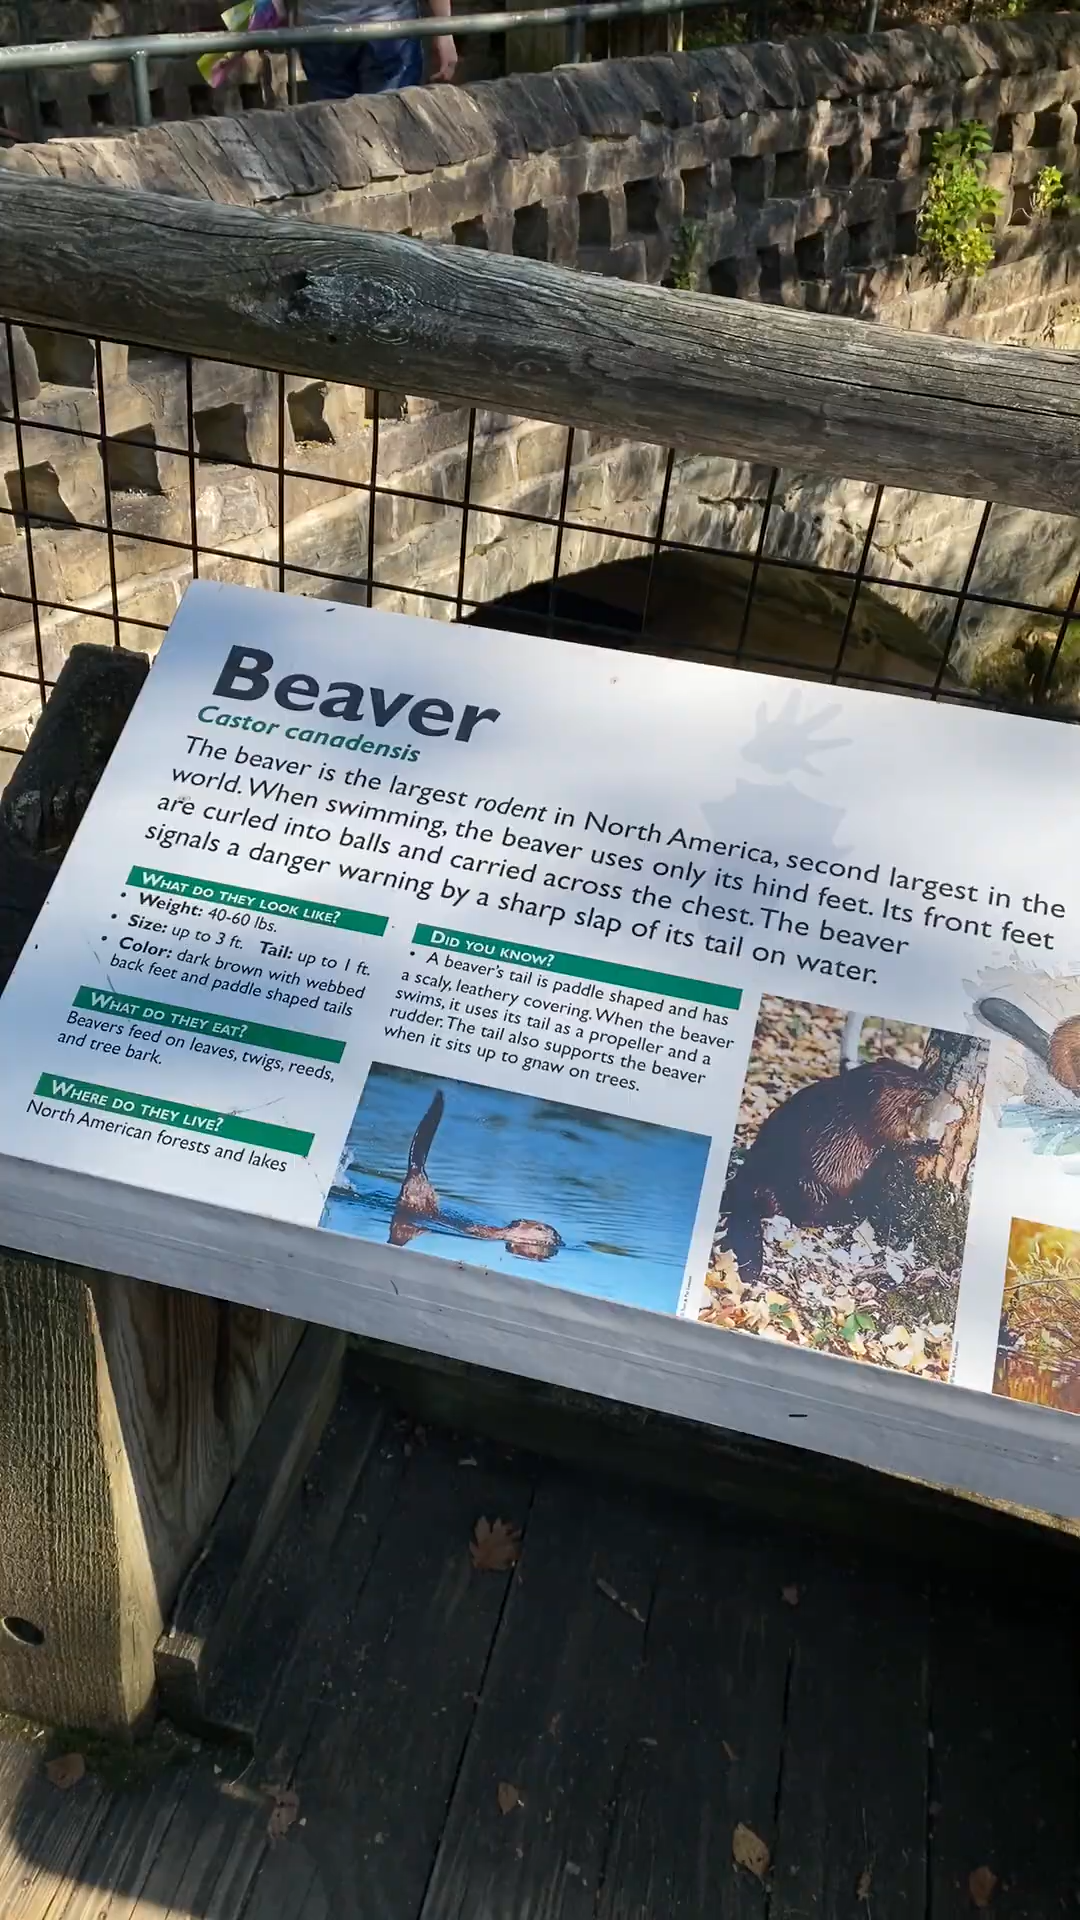 Beaver
Castor canadensis
The beaver is the largest rodent in North America, second largest in the
world. When swimming, the beaver uses only its hind feet. Its front feet
are curled into balls and carried across the chest. The beaver
signals a danger warning by a sharp slap of its tail on water.
WHAT DO THEY LOOK LIKE?
• Weight: 40-60 lbs.
• Size: up to 3 ft. Tail: up to 1 ft.
• Color: dark brown with webbed
back feet and paddle shaped tails
WHAT DO THEY EAT?
Beavers feed on leaves, twigs, reeds,
and tree bark.
WHERE DO THEY LIVE?
North American forests and lakes
DID YOU KNOW?
• A beaver's tail is paddle shaped and has
a scaly, leathery covering. When the beaver
swims, it uses its tail as a propeller and a
rudder. The tail also supports the beaver
when it sits up to gnaw on trees.